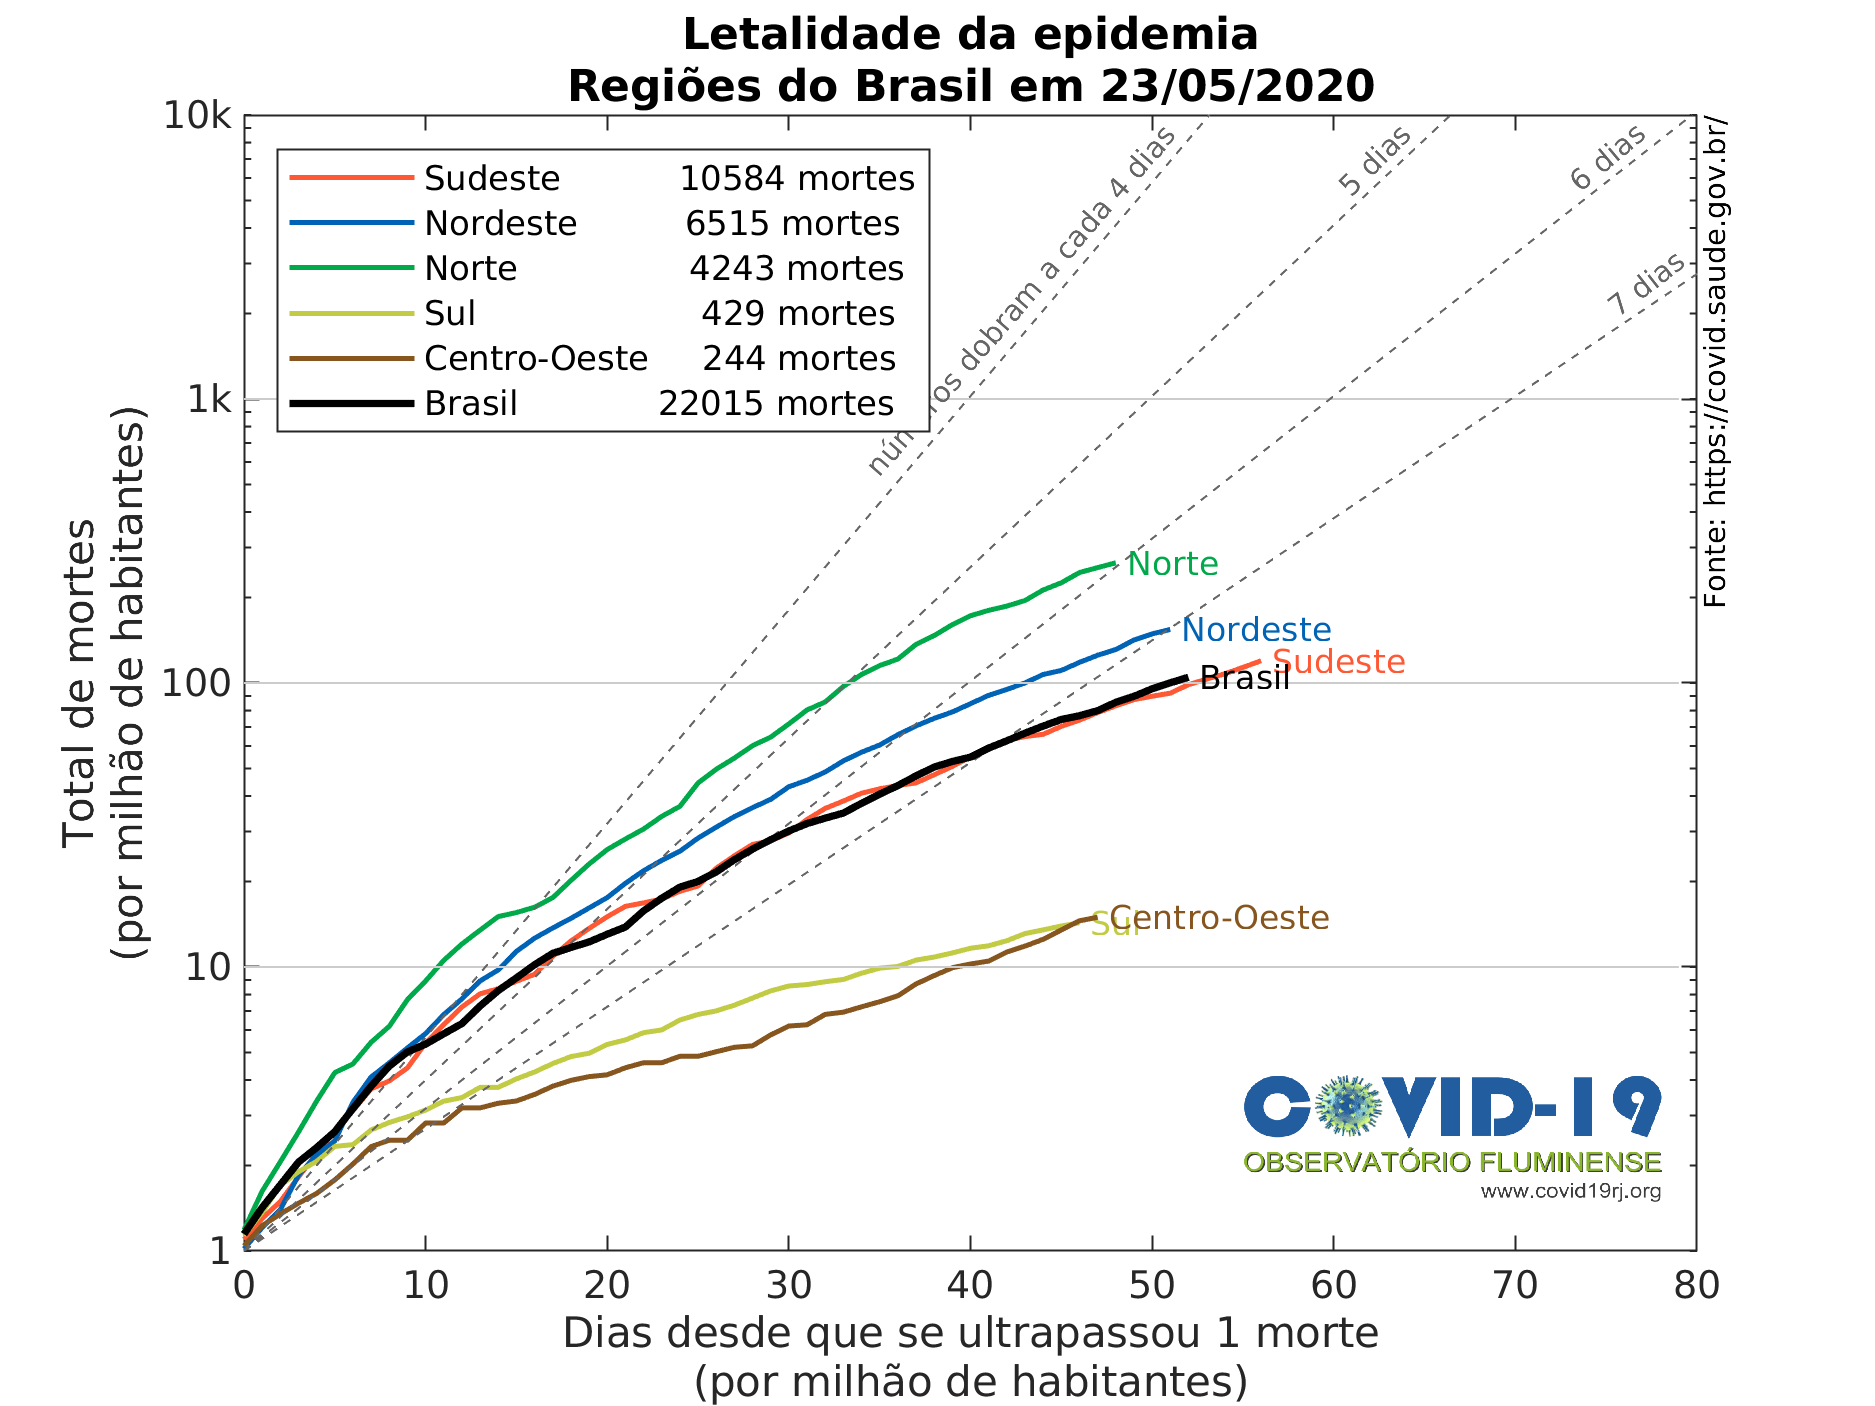 Letalidade da epidemia
Regiões do Brasil em 23/05/2020
10k
1k
100
10
1
Total de mortes
(por milhão de habitantes)
Sudeste 10584 mortes
Nordeste 6515 mortes
Norte 4243 mortes
Sul 429 mortes
Centro-Oeste 244 mortes
Brasil 22015 mortes
dobram a cada 4 dias
5 dias
6 dias
7 dias
Fonte: https://covid.saude.gov.br/
Norte
Nordeste
Sudeste
Brasil
Sul
Centro-Oeste
COVID-19
OBSERVATÓRIO FLUMINENSE
www.covid19rj.org
0 10 20 30 40 50 60 70 80
Dias desde que se ultrapassou 1 morte
(por milhão de habitantes)